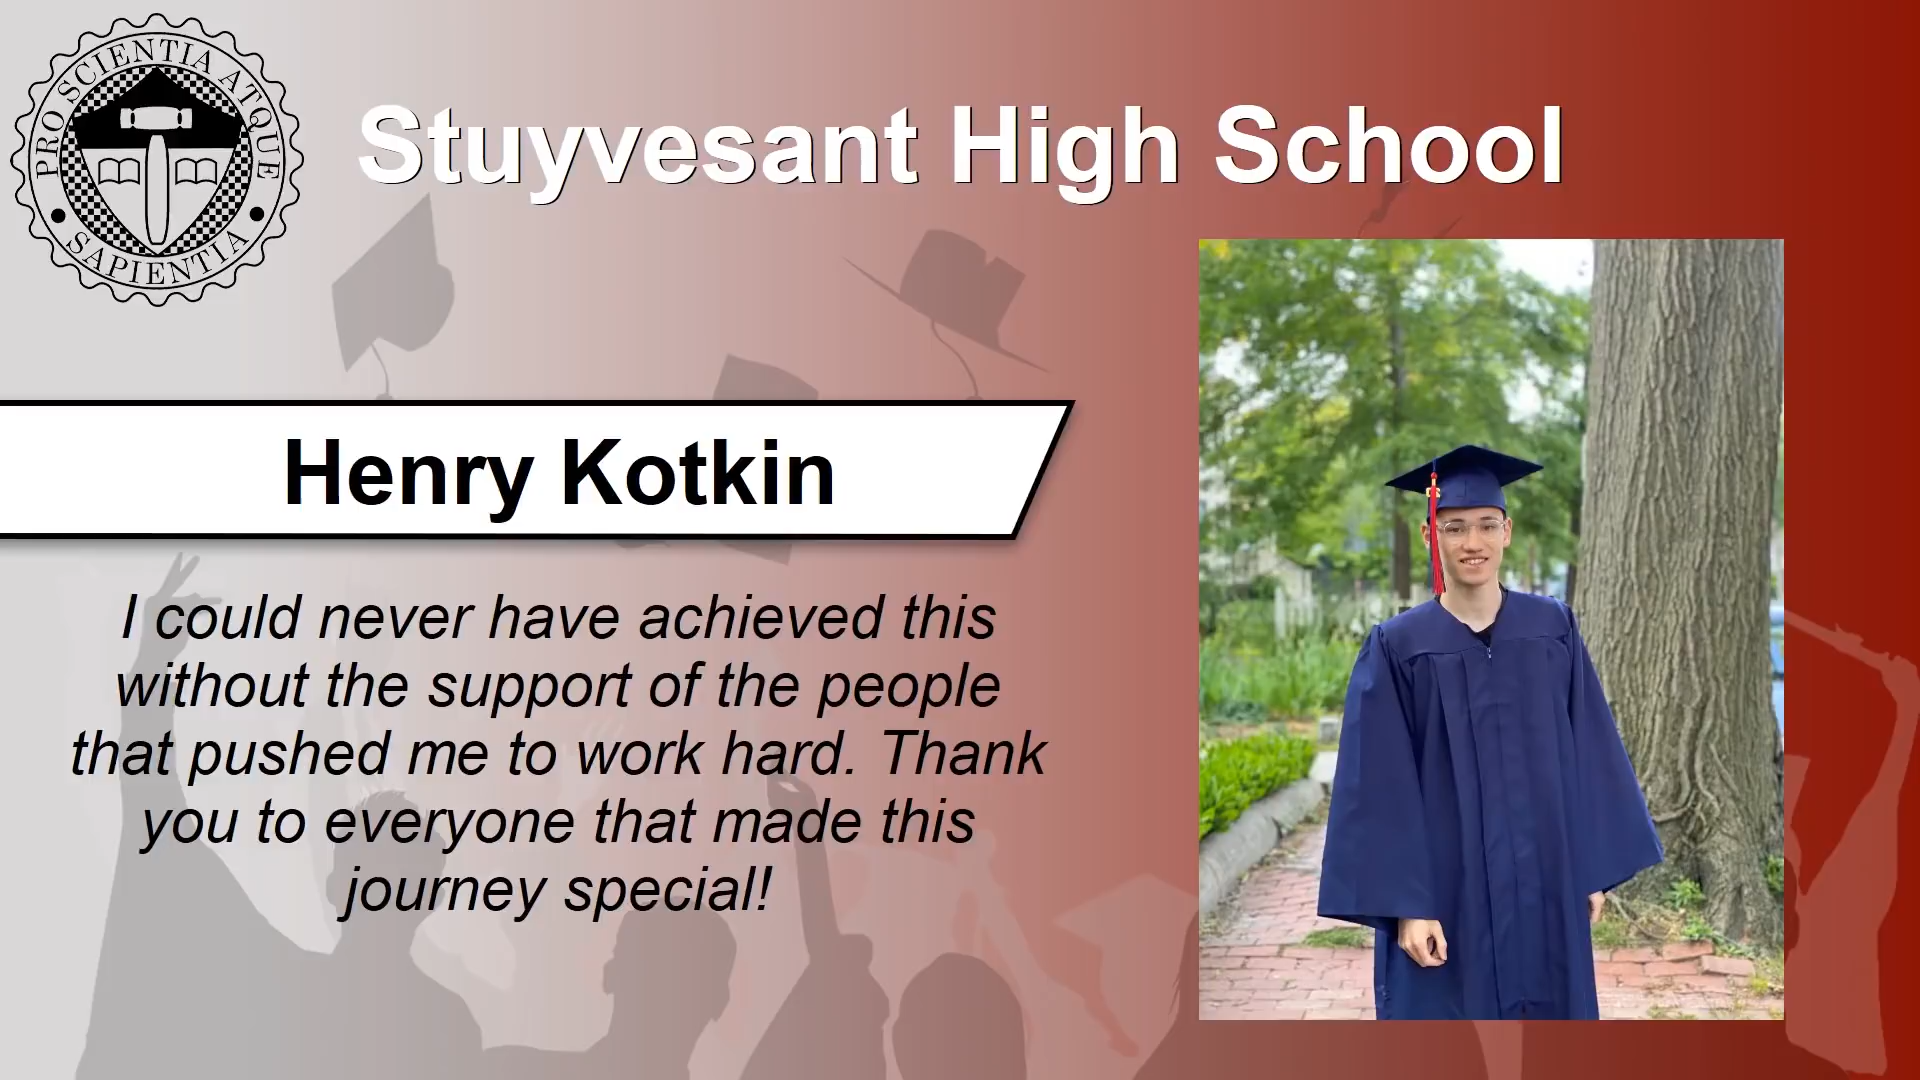 PRO SCIENTIA ATQUE
SAPIENTIA
Stuyvesant High School
Henry Kotkin
I could never have achieved this
without the support of the people
that pushed me to work hard. Thank
you to everyone that made this
journey special!